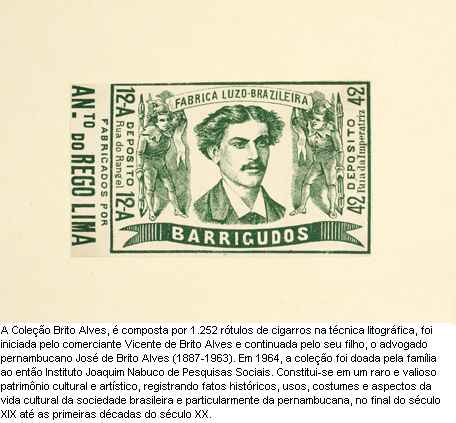 FABRICA LUZO-BRAZILEIRA
12-A DEPOSITO 12-A
Rua do Rangel
42 DEPOSITO 42
Rua da Imperatriz
BARRIGUDOS
FABRICADOS POR
ANTO. DO REGO LIMA
A Coleção Brito Alves, é composta por 1.252 rótulos de cigarros na técnica litográfica, foi
iniciada pelo comerciante Vicente de Brito Alves e continuada pelo seu filho, o advogado
pernambucano José de Brito Alves (1887-1963). Em 1964, a coleção foi doada pela família
ao então Instituto Joaquim Nabuco de Pesquisas Sociais. Constitui-se em um raro e valioso
patrimônio cultural e artístico, registrando fatos históricos, usos, costumes e aspectos da
vida cultural da sociedade brasileira e particularmente da pernambucana, no final do século
XIX até as primeiras décadas do século XX.